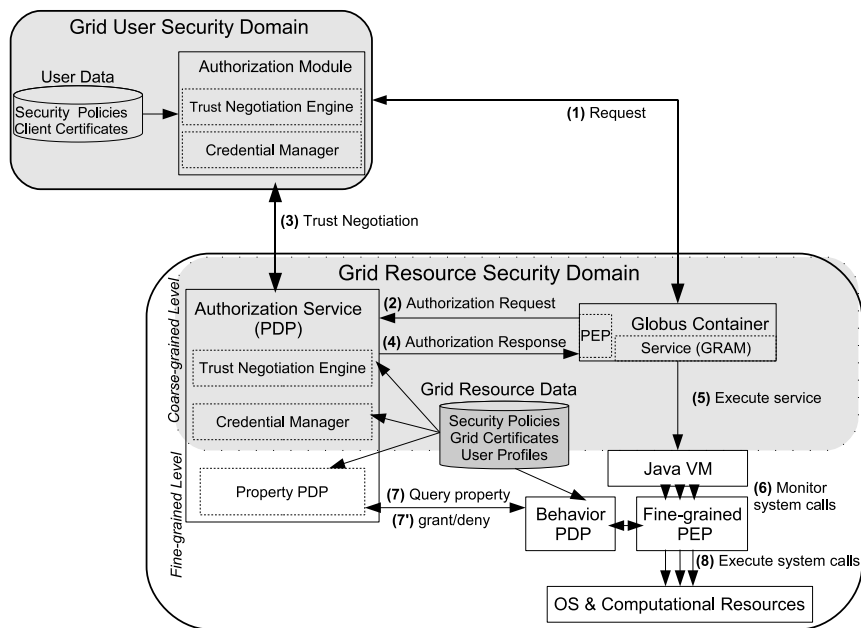 Grid User Security Domain
User Data
Security Policies
Client Certificates
Authorization Module
Trust Negotiation Engine
Credential Manager
(1) Request
(3) Trust Negotiation
Grid Resource Security Domain
Coarse-grained Level
Fine-grained Level
Authorization Service
(PDP)
Trust Negotiation Engine
Credential Manager
Property PDP
(2) Authorization Request
(4) Authorization Response
PEP
Globus Container
Service (GRAM)
Grid Resource Data
Security Policies
Grid Certificates
User Profiles
(5) Execute service
Java VM
(6) Monitor
system calls
(7) Query property
(7') grant/deny
Behavior
PDP
Fine-grained
PEP
(8) Execute system calls
OS & Computational Resources